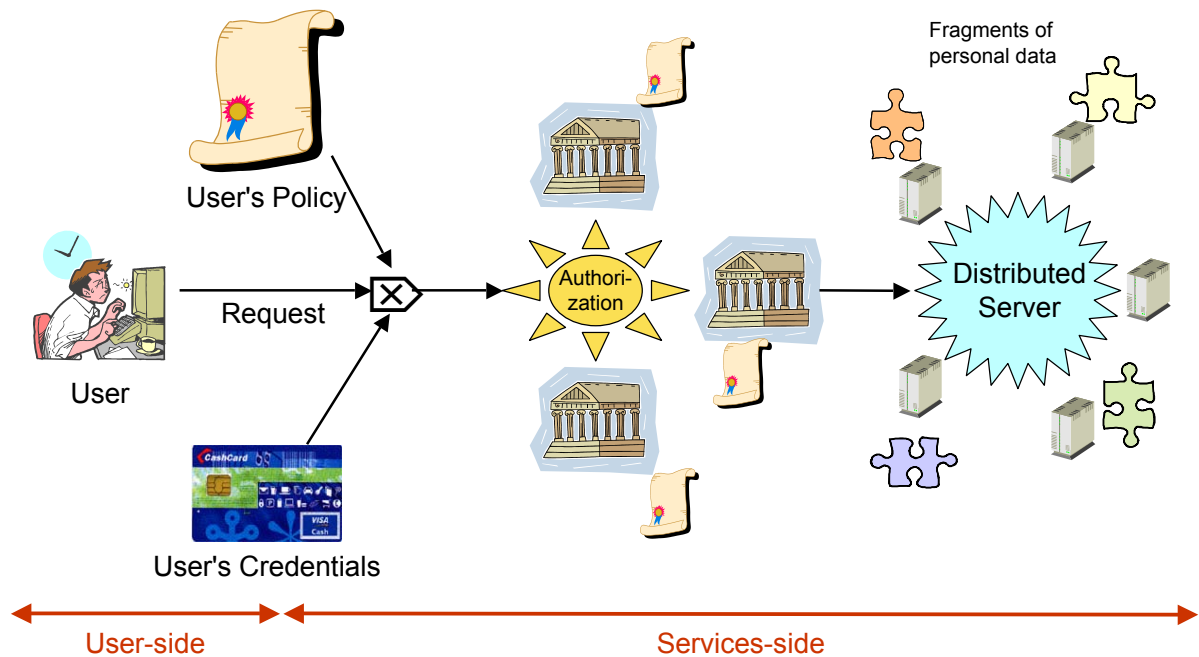 Fragments of
personal data
User's Policy
Authori-
zation
Distributed
Server
Request
User
CashCard
VISA
Cash
User's Credentials
User-side
Services-side